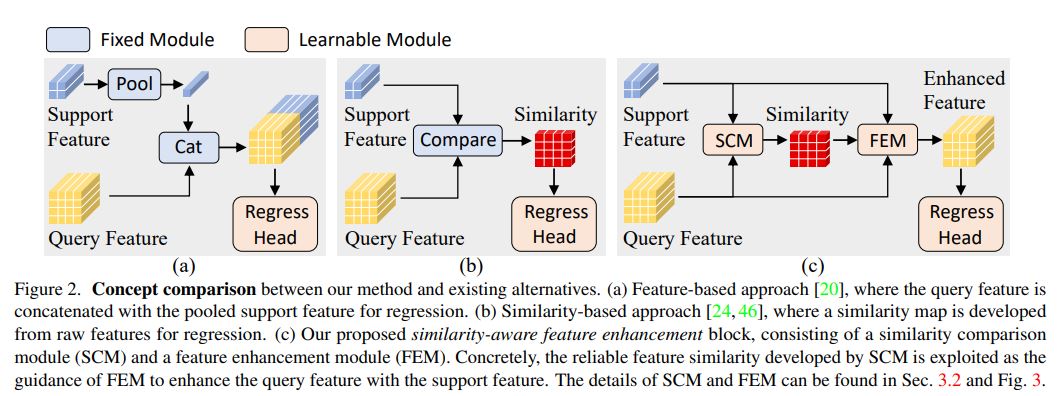 Fixed Module
Learnable Module
Pool
Support
Feature
Cat
Query Feature
Regress
Head
(a)
Support
Feature
Compare
Similarity
Query Feature
Regress
Head
(b)
Support
Feature
SCM
Similarity
FEM
Enhanced
Feature
Query Feature
Regress
Head
(c)
Figure 2. Concept comparison between our method and existing alternatives. (a) Feature-based approach [20], where the query feature is
concatenated with the pooled support feature for regression. (b) Similarity-based approach [24, 46], where a similarity map is developed
from raw features for regression. (c) Our proposed similarity-aware feature enhancement block, consisting of a similarity comparison
module (SCM) and a feature enhancement module (FEM). Concretely, the reliable feature similarity developed by SCM is exploited as the
guidance of FEM to enhance the query feature with the support feature. The details of SCM and FEM can be found in Sec. 3.2 and Fig. 3.